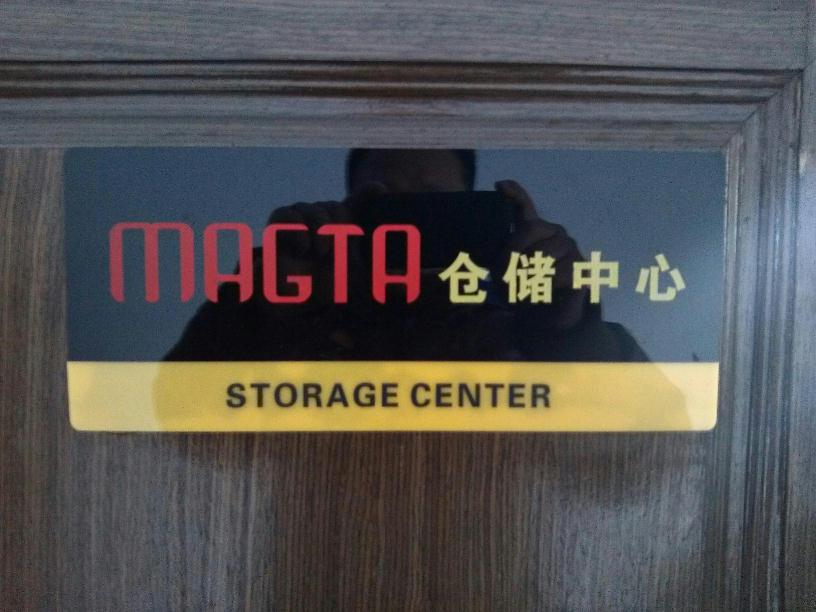 MAGTA 仓储中心
STORAGE CENTER